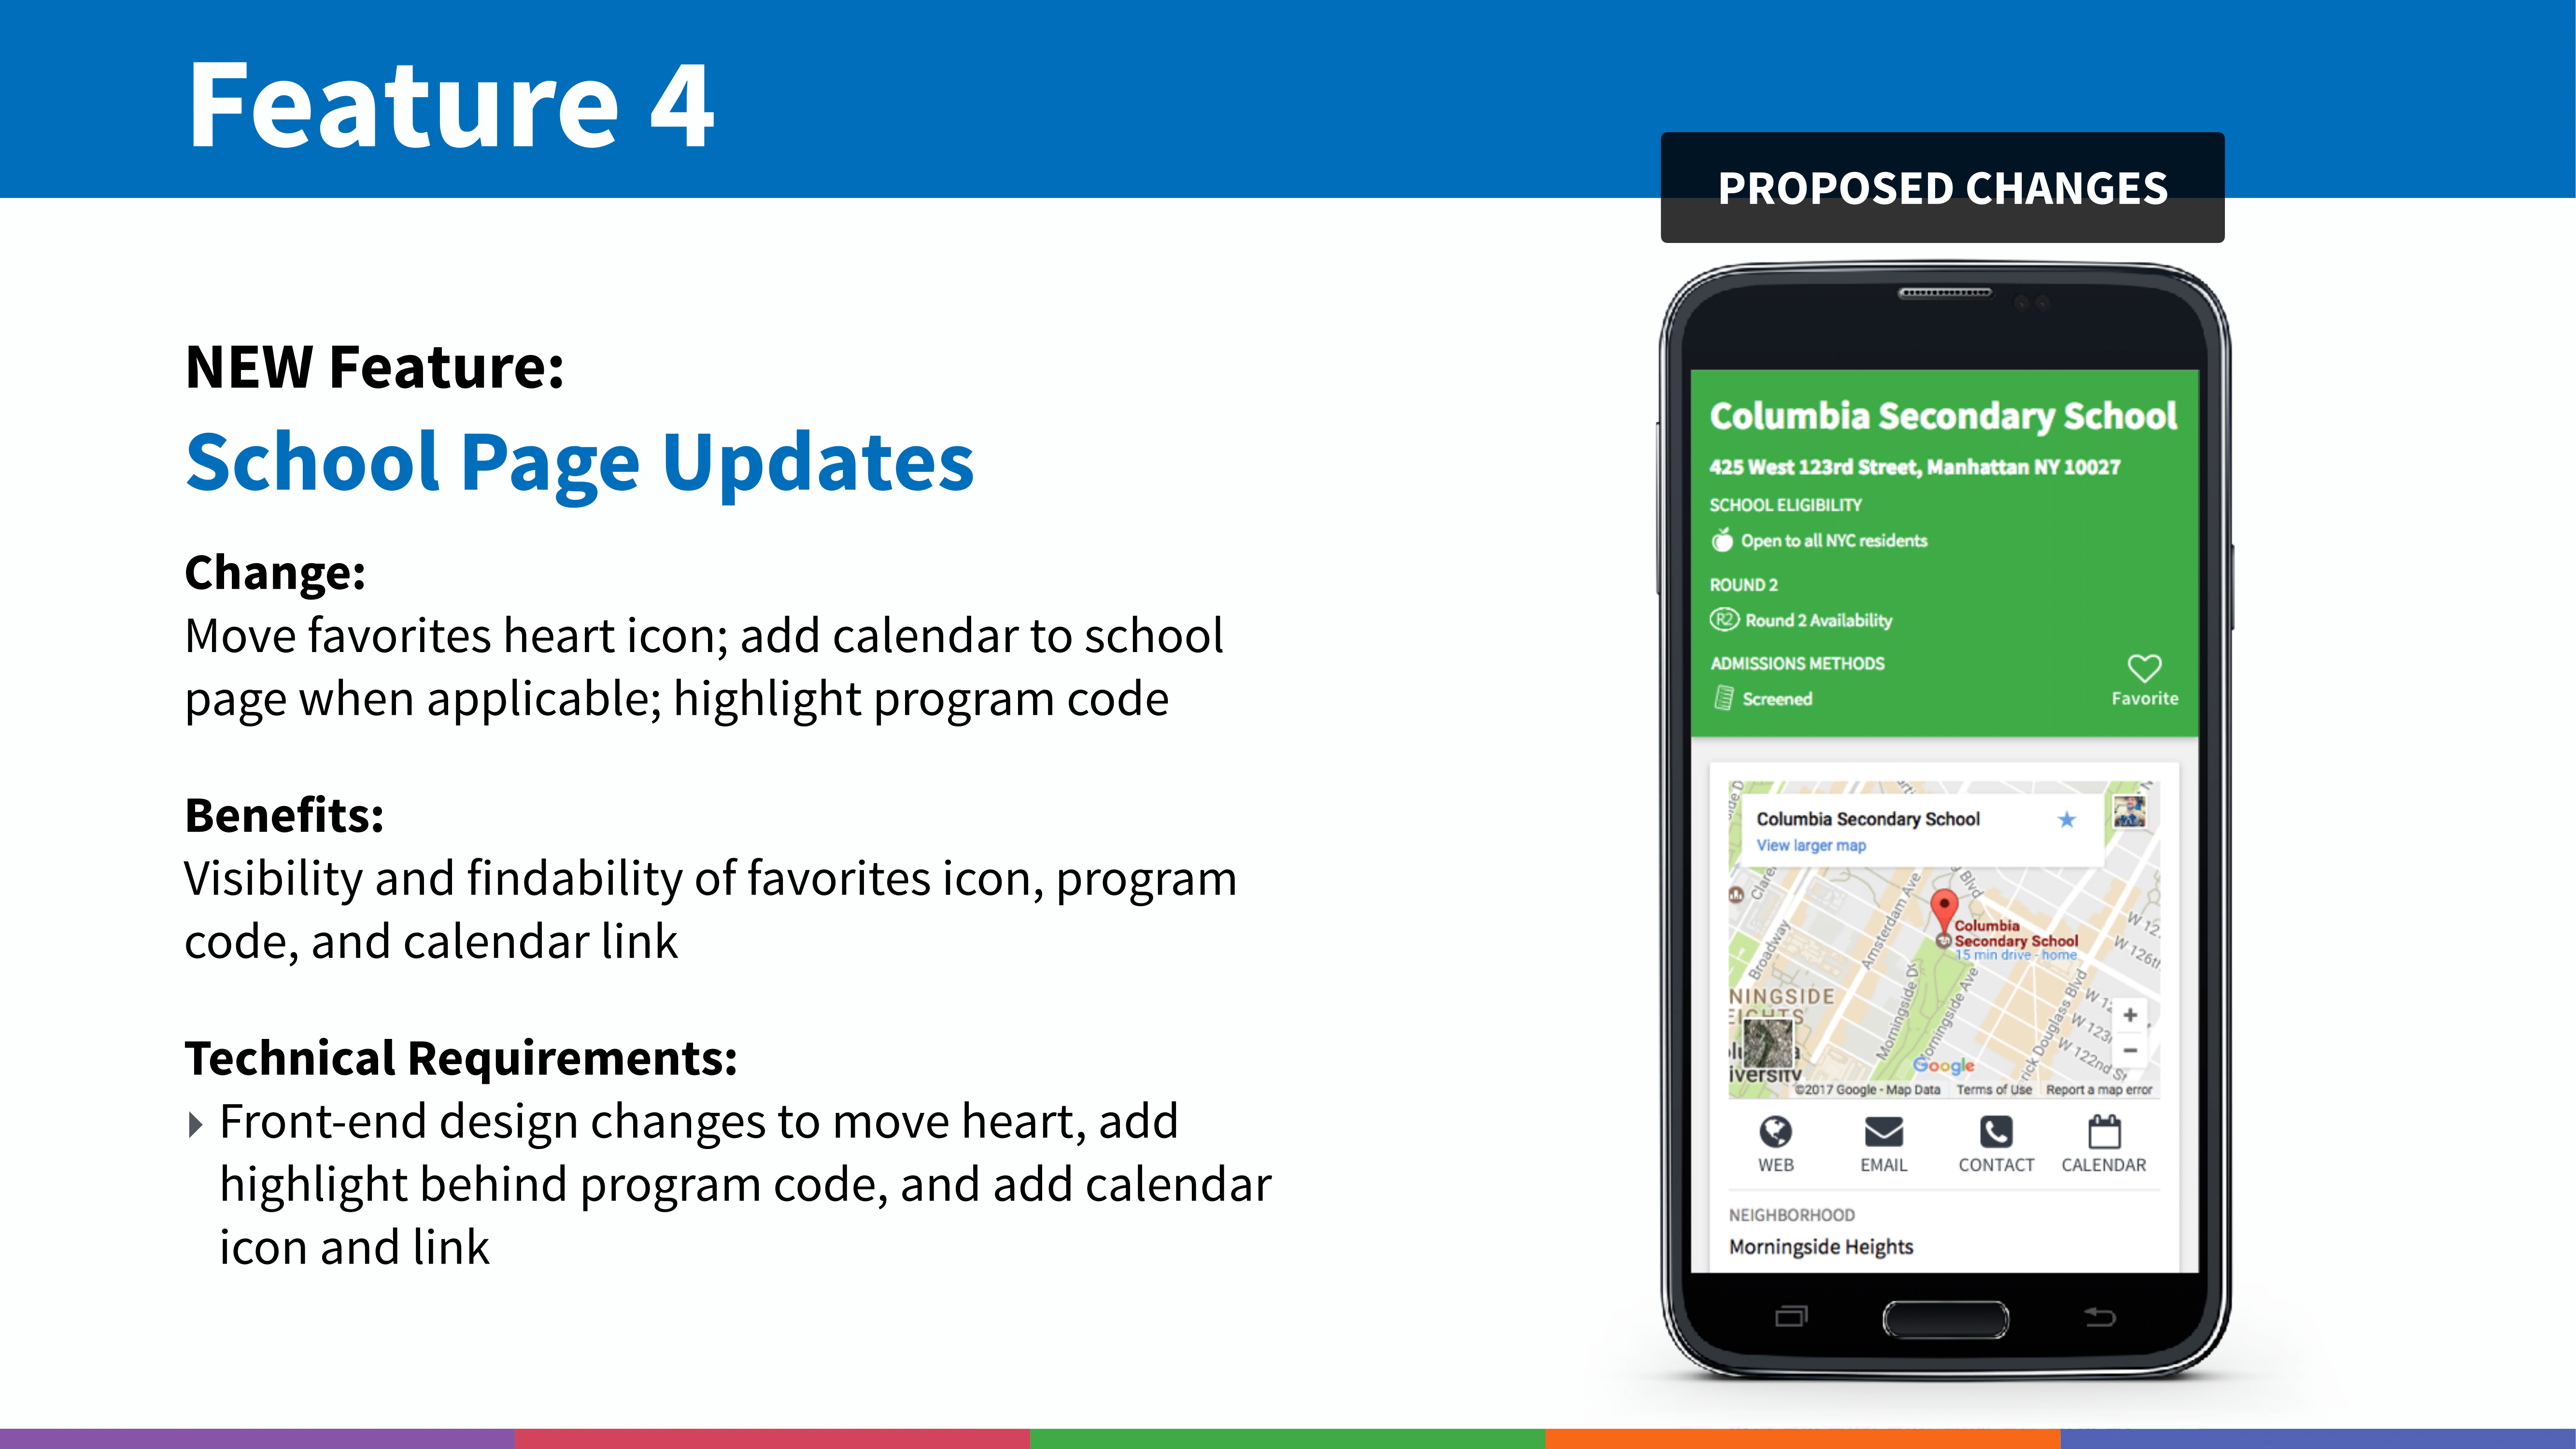 Feature 4
PROPOSED CHANGES
NEW Feature:
School Page Updates
Change:
Move favorites heart icon; add calendar to school
page when applicable; highlight program code
Benefits:
Visibility and findability of favorites icon, program
code, and calendar link
Technical Requirements:
Front-end design changes to move heart, add
highlight behind program code, and add calendar
icon and link
Columbia Secondary School
425 West 123rd Street, Manhattan NY 10027
SCHOOL ELIGIBILITY
Open to all NYC residents
ROUND 2
R2 Round 2 Availability
ADMISSIONS METHODS
Screened
Favorite
Columbia Secondary School
View larger map
Broadway
Amsterdam Ave
Blvd
Columbia
Secondary School
15 min drive - home
W 126th
NINGSIDE
Morningside Dr
Morningside Ave
rick Douglass Blvd
W 122nd St
Google
iversity
©2017 Google - Map Data
Terms of Use
Report a map error
WEB
EMAIL
CONTACT
CALENDAR
NEIGHBORHOOD
Morningside Heights